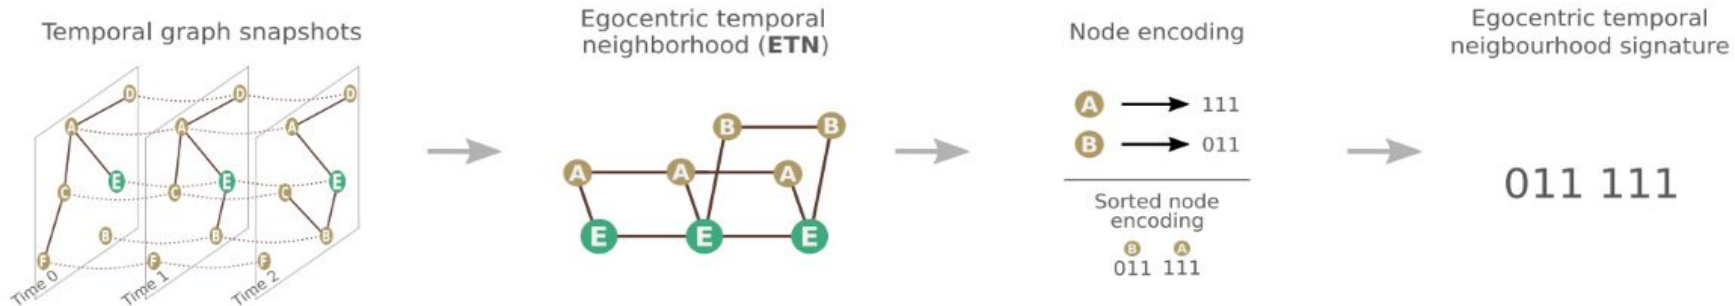 Temporal graph snapshots
D
D
D
A
A
A
E
E
E
C
C
C
B
B
B
F
F
F
Time 0
Time 1
Time 2
Egocentric temporal
neighborhood (ETN)
B
B
A
A
A
E
E
E
Node encoding
A
111
B
011
Sorted node
encoding
B
A
011
111
Egocentric temporal
neigbourhood signature
011 111